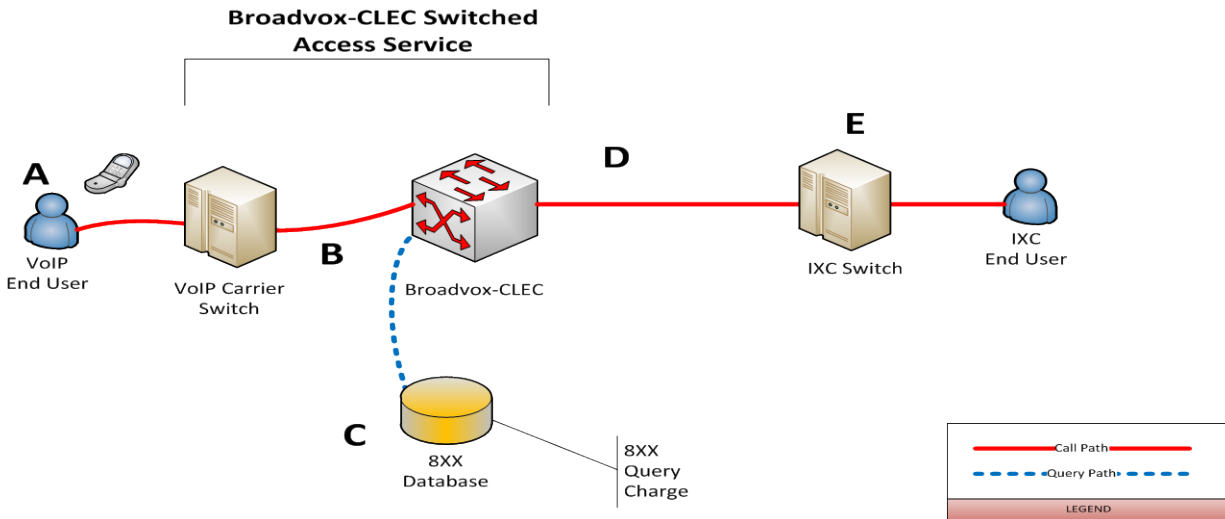 Broadvox-CLEC Switched
Access Service
A
VoIP
End User
VoIP Carrier
Switch
B
Broadvox-CLEC
C
8XX
Database
8XX
Query
Charge
D
E
IXC Switch
IXC
End User
Call Path
Query Path
LEGEND